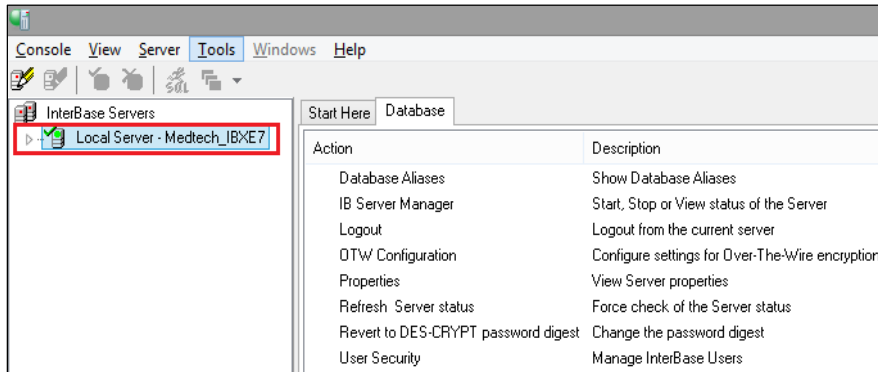 Console View Server Tools Windows Help
SQL
InterBase Servers
Local Server - Medtech_IBXE7
Start Here Database
Action Description
Database Aliases Show Database Aliases
IB Server Manager Start, Stop or View status of the Server
Logout Logout from the current server
OTW Configuration Configure settings for Over-The-Wire encryption
Properties View Server properties
Refresh Server status Force check of the Server status
Revert to DES-CRYPT password digest Change the password digest
User Security Manage InterBase Users